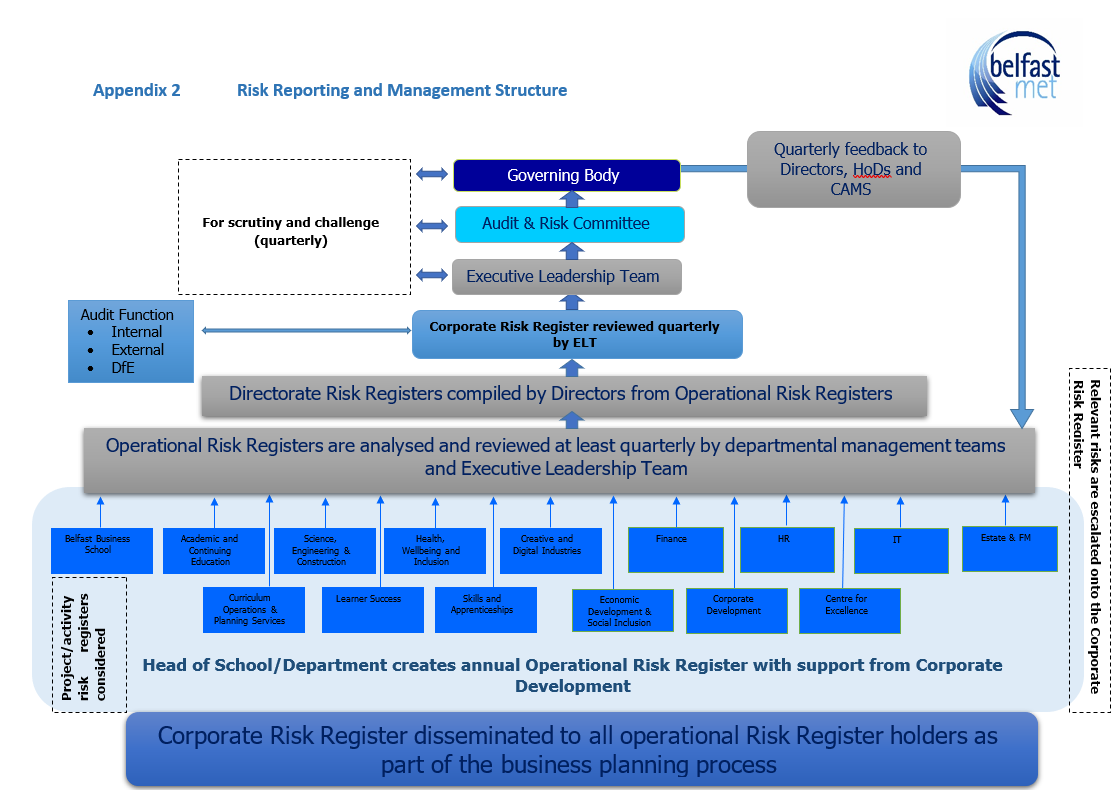 belfast
met
Appendix 2 Risk Reporting and Management Structure
Quarterly feedback to
Directors, HoDs and
CAMS
Governing Body
For scrutiny and challenge
(quarterly)
Audit & Risk Committee
Executive Leadership Team
Audit Function
• Internal
• External
• DfE
Corporate Risk Register reviewed quarterly
by ELT
Directorate Risk Registers compiled by Directors from Operational Risk Registers
Operational Risk Registers are analysed and reviewed at least quarterly by departmental management teams
and Executive Leadership Team
Relevant risks are escalated onto the Corporate
Risk Register
Belfast Business
School
Academic and
Continuing
Education
Science,
Engineering &
Construction
Health,
Wellbeing and
Inclusion
Creative and
Digital Industries
Finance
HR
IT
Estate & FM
Curriculum
Operations &
Planning Services
Learner Success
Skills and
Apprenticeships
Economic
Development &
Social Inclusion
Corporate
Development
Centre for
Excellence
Project/activity
risk registers
considered
Head of School/Department creates annual Operational Risk Register with support from Corporate
Development
Corporate Risk Register disseminated to all operational Risk Register holders as
part of the business planning process